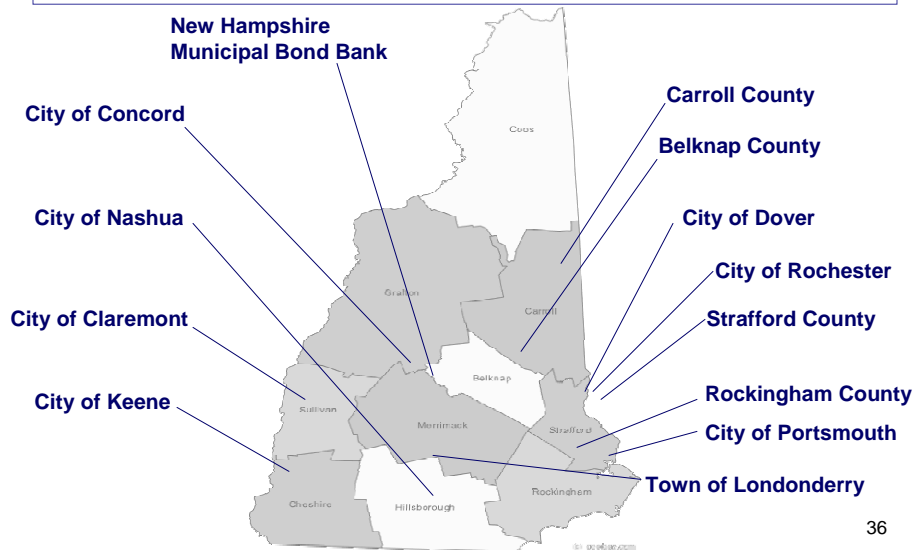 New Hampshire
Municipal Bond Bank
City of Concord
Carroll County
Belknap County
Coos
City of Nashua
City of Dover
City of Rochester
Grafton
Carroll
City of Claremont
Strafford County
Belknap
City of Keene
Sullivan
Rockingham County
Merrimack
Strafford
City of Portsmouth
Town of Londonderry
Rockingham
Cheshire
Hillsborough
36